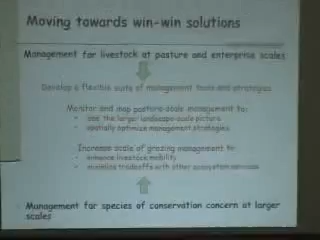 Moving towards win-win solutions
Management for livestock at pasture and enterprise scales
Develop a flexible suite of management tools and strategies
Monitor and map pasture-scale management to:
• use the larger landscape-scale picture
• spatially optimize management strategies
Increase scale of grazing management to:
• enhance livestock mobility
• minimize tradeoffs with other ecosystem services
Management for species of conservation concern at larger
scales